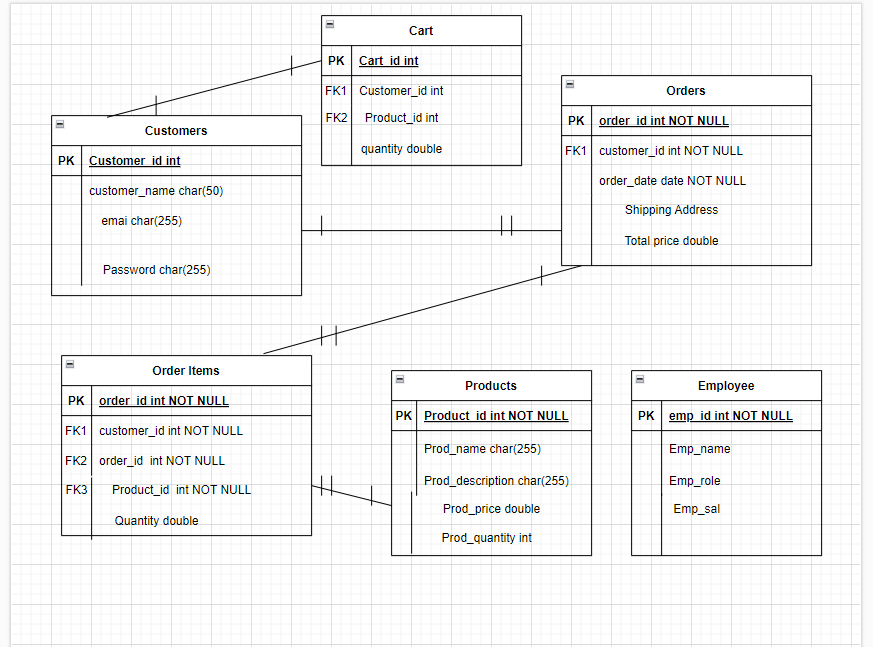 Cart
PK Cart_id int
FK1 Customer_id int
FK2 Product_id int
quantity double
Customers
PK Customer_id int
customer_name char(50)
emai char(255)
Password char(255)
Orders
PK order_id int NOT NULL
FK1 customer_id int NOT NULL
order_date date NOT NULL
Shipping Address
Total price double
Order Items
PK order_id int NOT NULL
FK1 customer_id int NOT NULL
FK2 order_id int NOT NULL
FK3 Product_id int NOT NULL
Quantity double
Products
PK Product_id int NOT NULL
Prod_name char(255)
Prod_description char(255)
Prod_price double
Prod_quantity int
Employee
PK emp_id int NOT NULL
Emp_name
Emp_role
Emp_sal